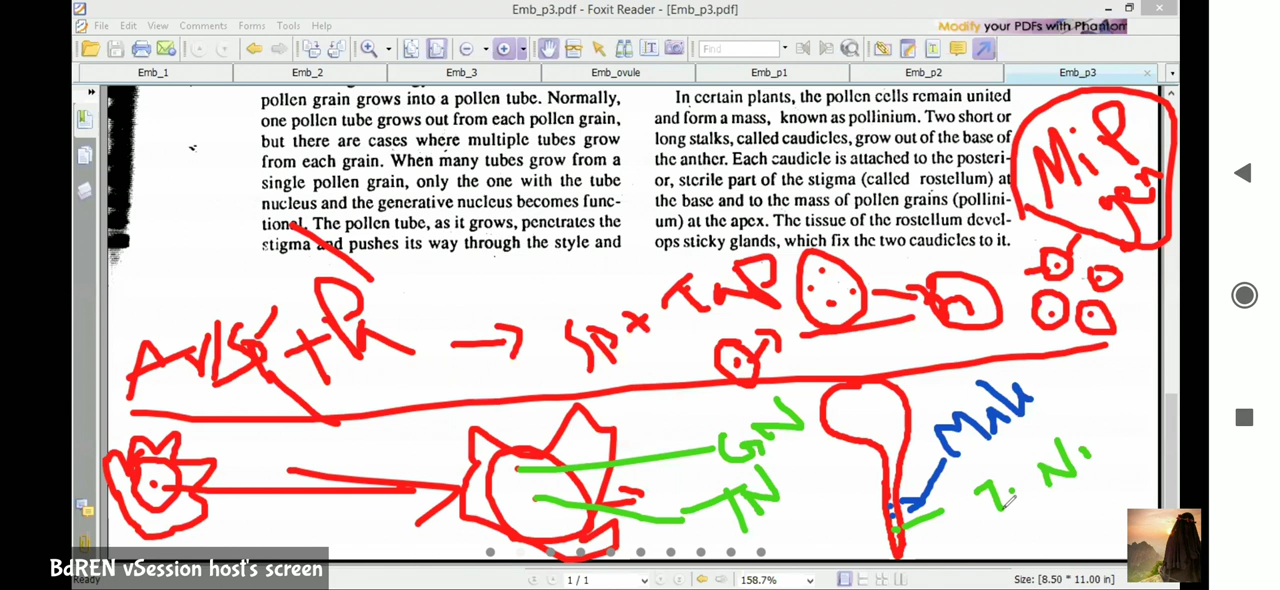 Emb_p3.pdf - Foxit Reader - [Emb_p3.pdf]
File Edit View Comments Forms Tools Help
Modify your PDFs with Phantom
Find
Emb_1 Emb_2 Emb_3 Emb_ovule Emb_p1 Emb_p2 Emb_p3
pollen grain grows into a pollen tube. Normally,
one pollen tube grows out from each pollen grain,
but there are cases where multiple tubes grow
from each grain. When many tubes grow from a
single pollen grain, only the one with the tube
nucleus and the generative nucleus becomes func-
tional. The pollen tube, as it grows, penetrates the
stigma and pushes its way through the style and
In certain plants, the pollen cells remain united
and form a mass, known as pollinium. Two short or
long stalks, called caudicles, grow out of the base of
the anther. Each caudicle is attached to the posteri-
or, sterile part of the stigma (called rostellum) at
the base and to the mass of pollen grains (pollini-
um) at the apex. The tissue of the rostellum devel-
ops sticky glands, which fix the two caudicles to it.
MiP
gen
GN
TN
Male
BdREN vSession host's screen
Ready
1 / 1 158.7% Size: [8.50 * 11.00 in]